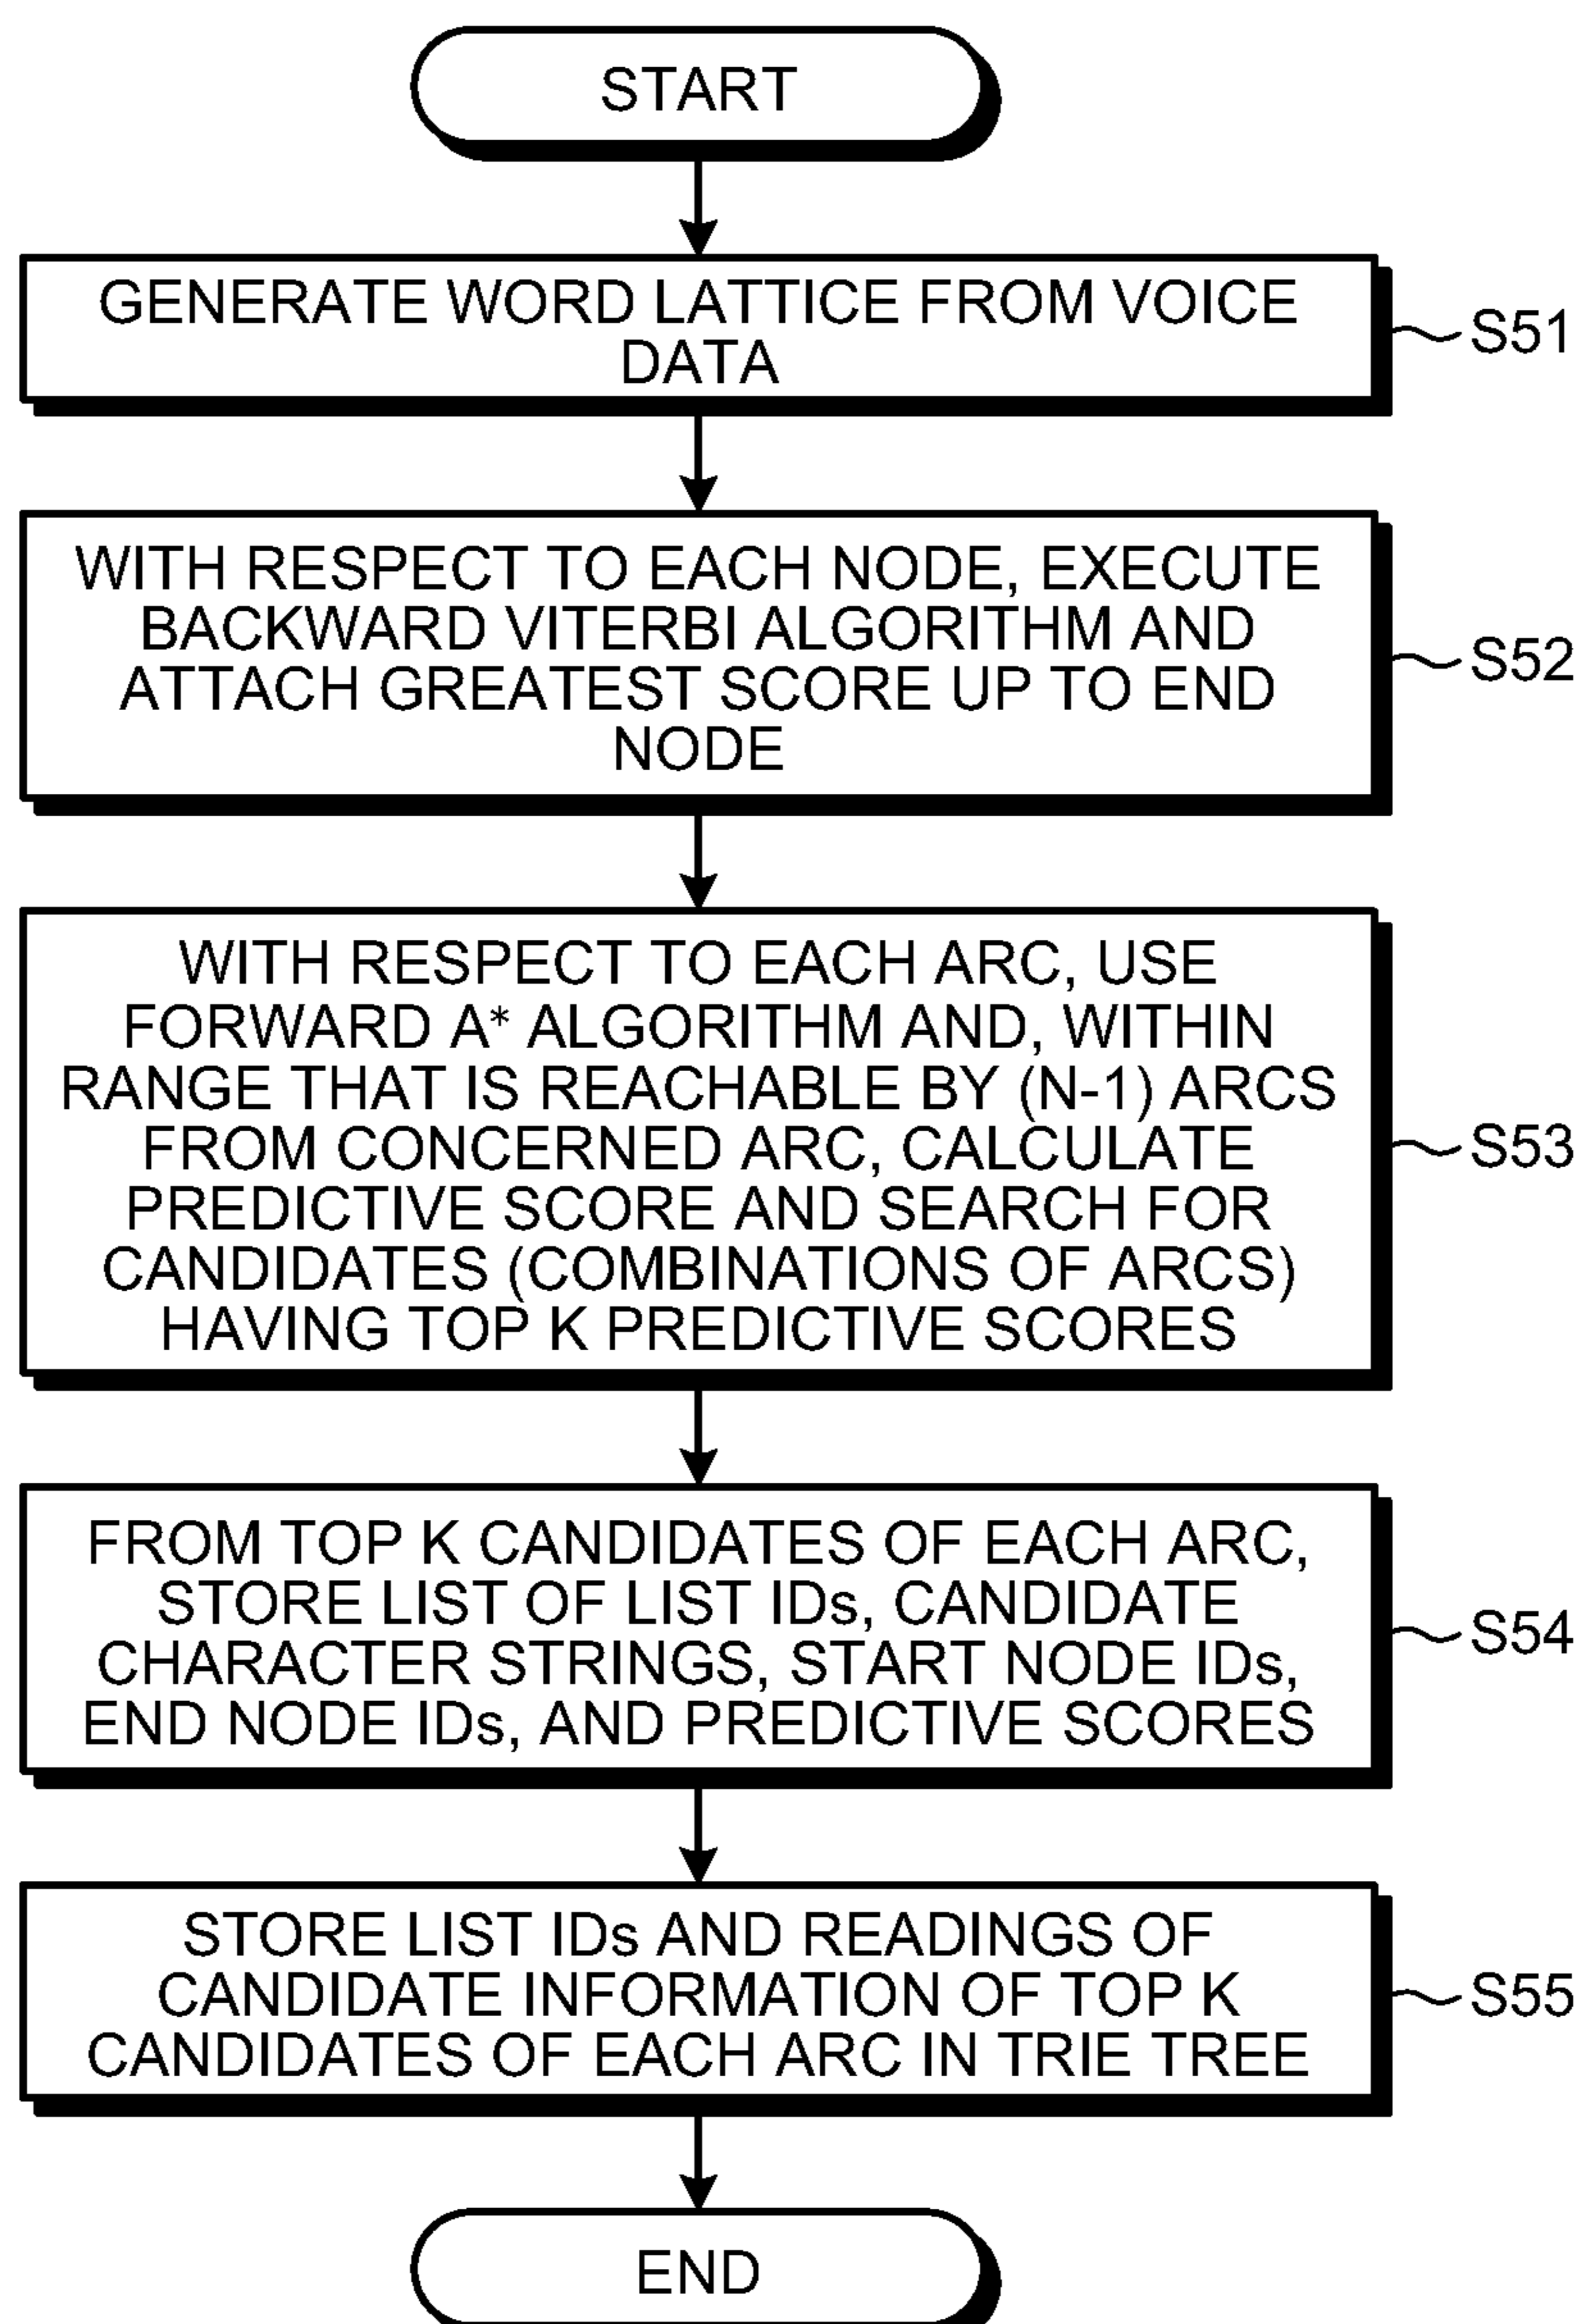 START
GENERATE WORD LATTICE FROM VOICE
DATA
S51
WITH RESPECT TO EACH NODE, EXECUTE
BACKWARD VITERBI ALGORITHM AND
ATTACH GREATEST SCORE UP TO END
NODE
S52
WITH RESPECT TO EACH ARC, USE
FORWARD A* ALGORITHM AND, WITHIN
RANGE THAT IS REACHABLE BY (N-1) ARCS
FROM CONCERNED ARC, CALCULATE
PREDICTIVE SCORE AND SEARCH FOR
CANDIDATES (COMBINATIONS OF ARCS)
HAVING TOP K PREDICTIVE SCORES
S53
FROM TOP K CANDIDATES OF EACH ARC,
STORE LIST OF LIST IDs, CANDIDATE
CHARACTER STRINGS, START NODE IDs,
END NODE IDs, AND PREDICTIVE SCORES
S54
STORE LIST IDs AND READINGS OF
CANDIDATE INFORMATION OF TOP K
CANDIDATES OF EACH ARC IN TRIE TREE
S55
END